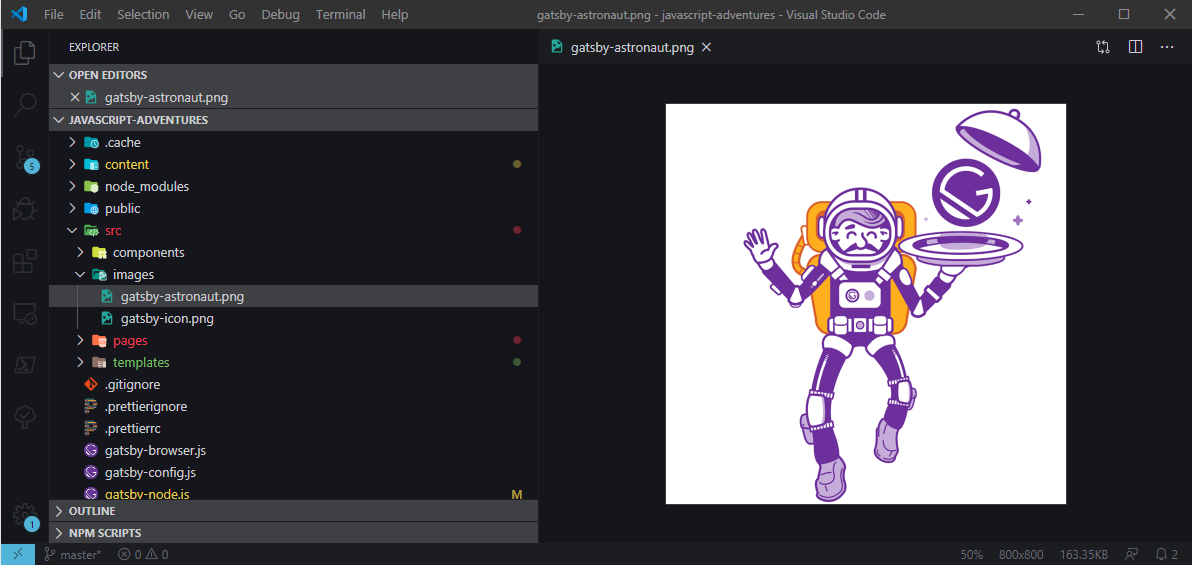 File Edit Selection View Go Debug Terminal Help gatsby-astronaut.png - javascript-adventures - Visual Studio Code
EXPLORER
gatsby-astronaut.png
OPEN EDITORS
gatsby-astronaut.png
JAVASCRIPT-ADVENTURES
.cache
content
node_modules
public
src
components
images
gatsby-astronaut.png
gatsby-icon.png
pages
templates
.gitignore
.prettierignore
.prettierrc
gatsby-browser.js
gatsby-config.js
gatsby-node.js M
OUTLINE
NPM SCRIPTS
5
1
master* 0 0 50% 800x800 163.35KB 2